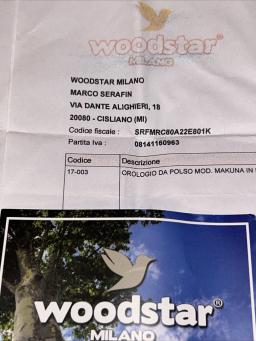 woodstar®
MILANO
WOODSTAR MILANO
MARCO SERAFIN
VIA DANTE ALIGHIERI, 18
20080 - CISLIANO (MI)
Codice fiscale : SRFMRC80A22E801K
Partita Iva : 08141160963
Codice Descrizione
17-003 OROLOGIO DA POLSO MOD. MAKUNA IN
woodstar®
MILANO